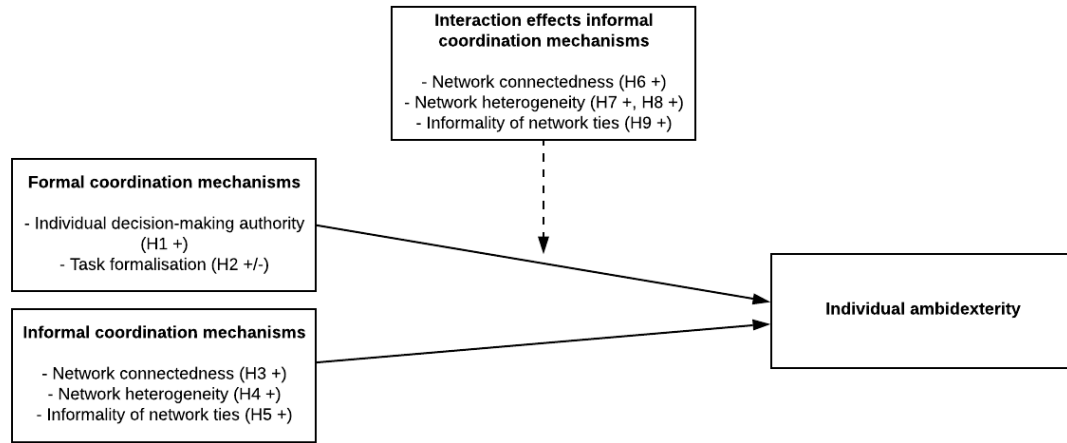 Interaction effects informal
coordination mechanisms
- Network connectedness (H6 +)
- Network heterogeneity (H7 +, H8 +)
- Informality of network ties (H9 +)
Formal coordination mechanisms
- Individual decision-making authority
(H1 +)
- Task formalisation (H2 +/-)
Individual ambidexterity
Informal coordination mechanisms
- Network connectedness (H3 +)
- Network heterogeneity (H4 +)
- Informality of network ties (H5 +)